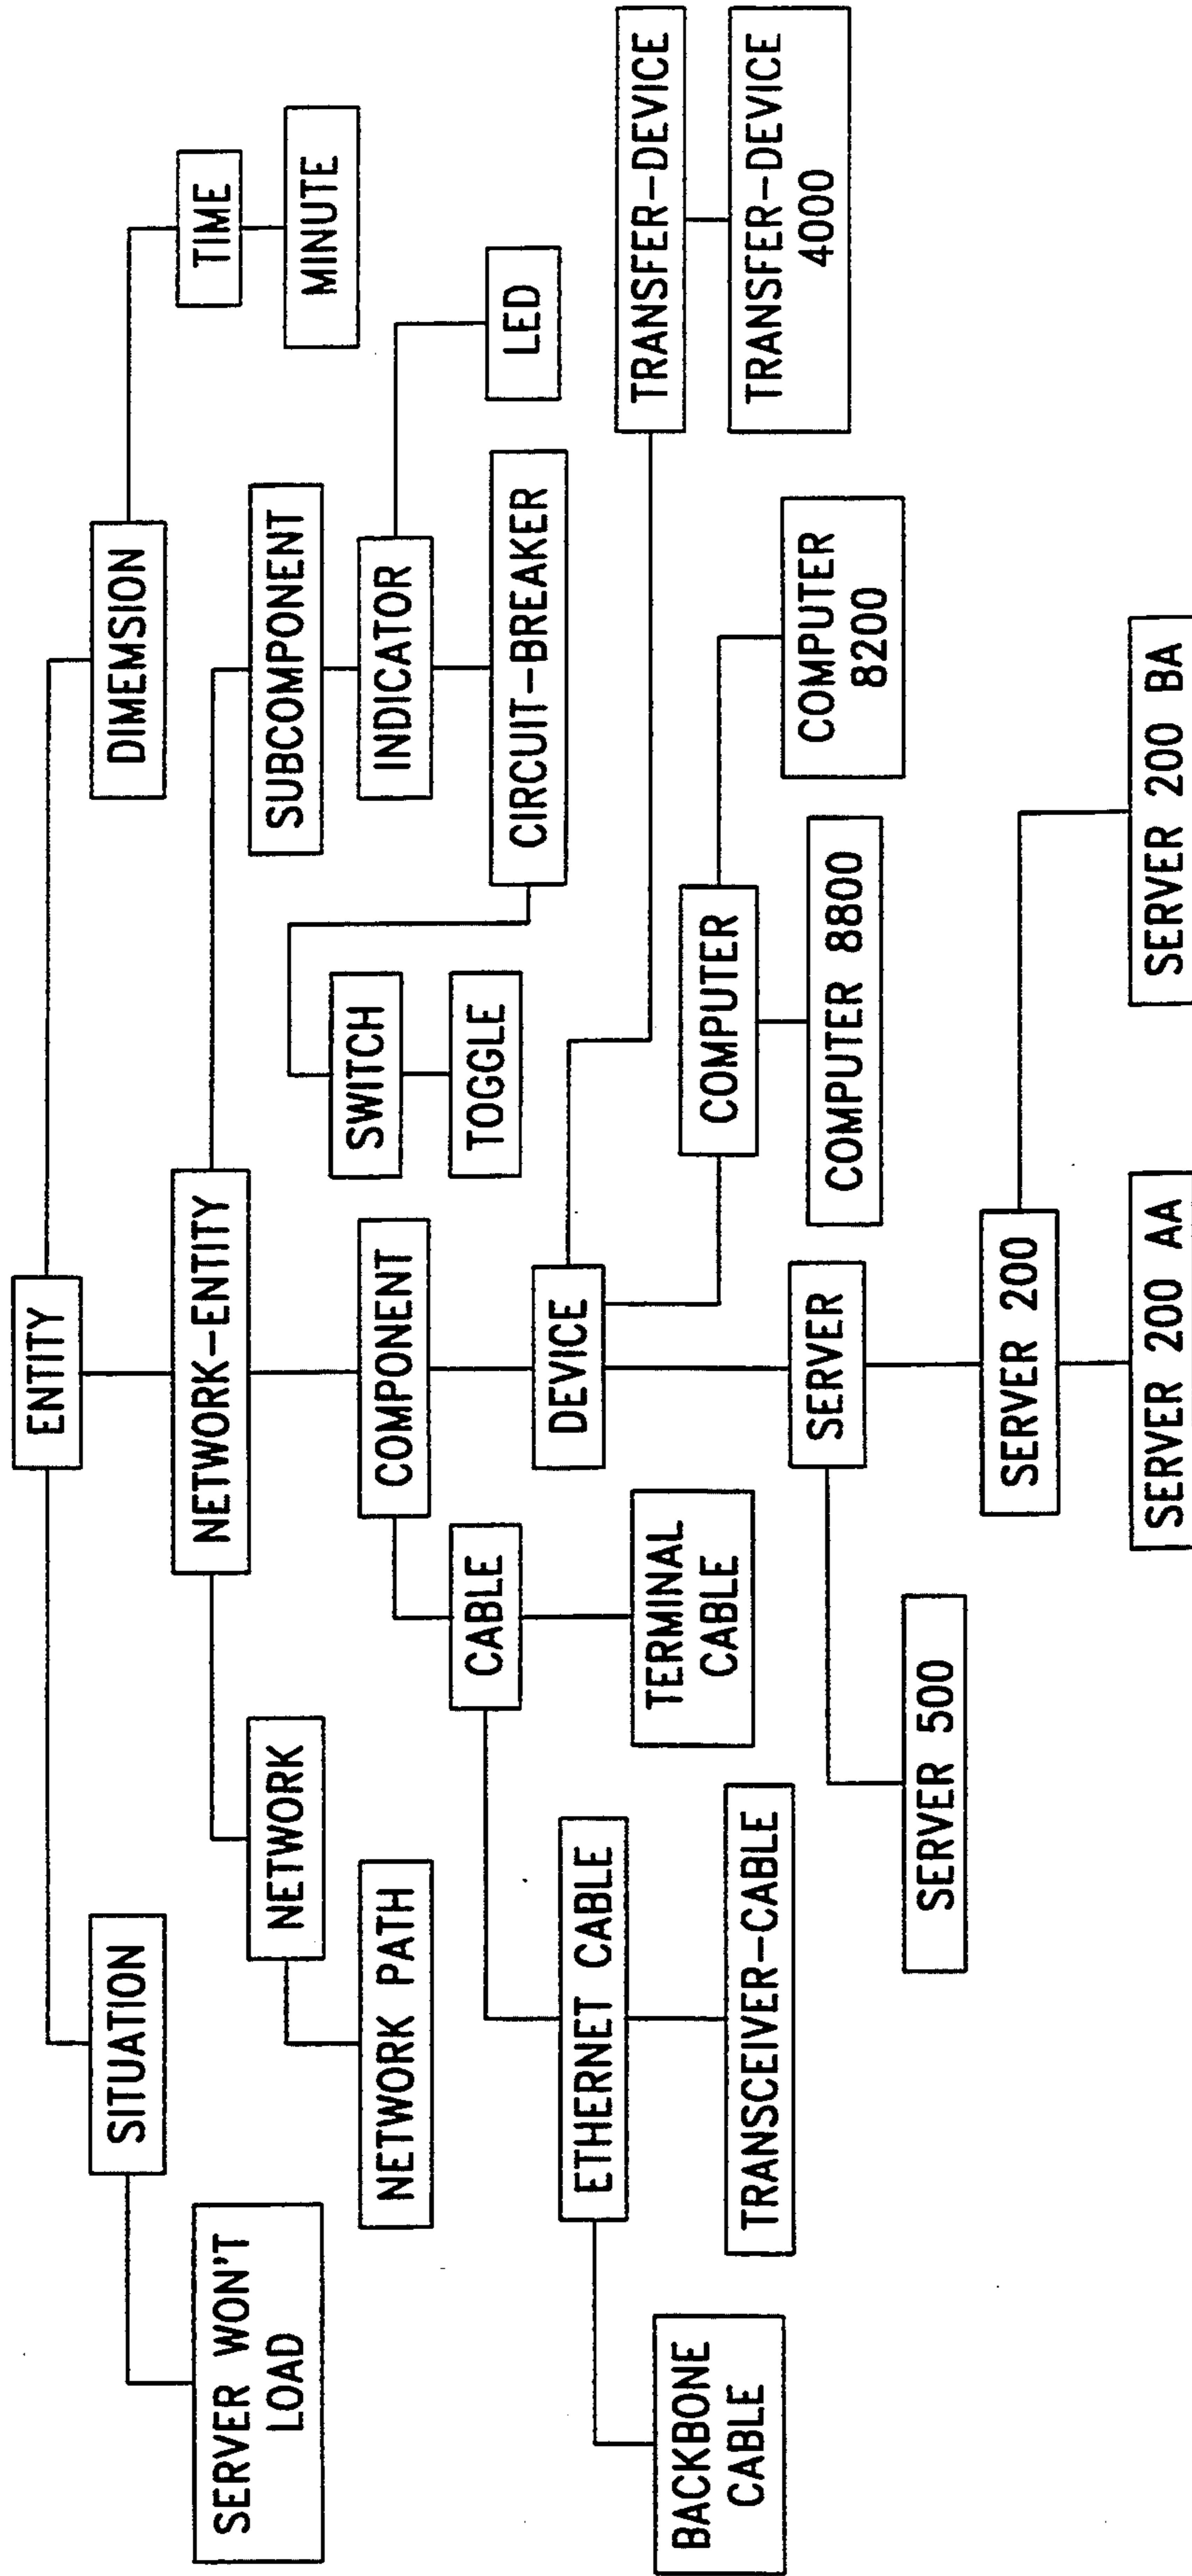 ENTITY
SITUATION
DIMEMSION
SERVER WON'T
LOAD
NETWORK-ENTITY
TIME
MINUTE
NETWORK
SUBCOMPONENT
NETWORK PATH
COMPONENT
SWITCH
INDICATOR
TOGGLE
LED
CABLE
CIRCUIT-BREAKER
ETHERNET CABLE
DEVICE
TRANSFER-DEVICE
BACKBONE
CABLE
TERMINAL
CABLE
COMPUTER
TRANSCEIVER-CABLE
TRANSFER-DEVICE
4000
SERVER
COMPUTER 8800
COMPUTER
8200
SERVER 500
SERVER 200
SERVER 200 AA
SERVER 200 BA